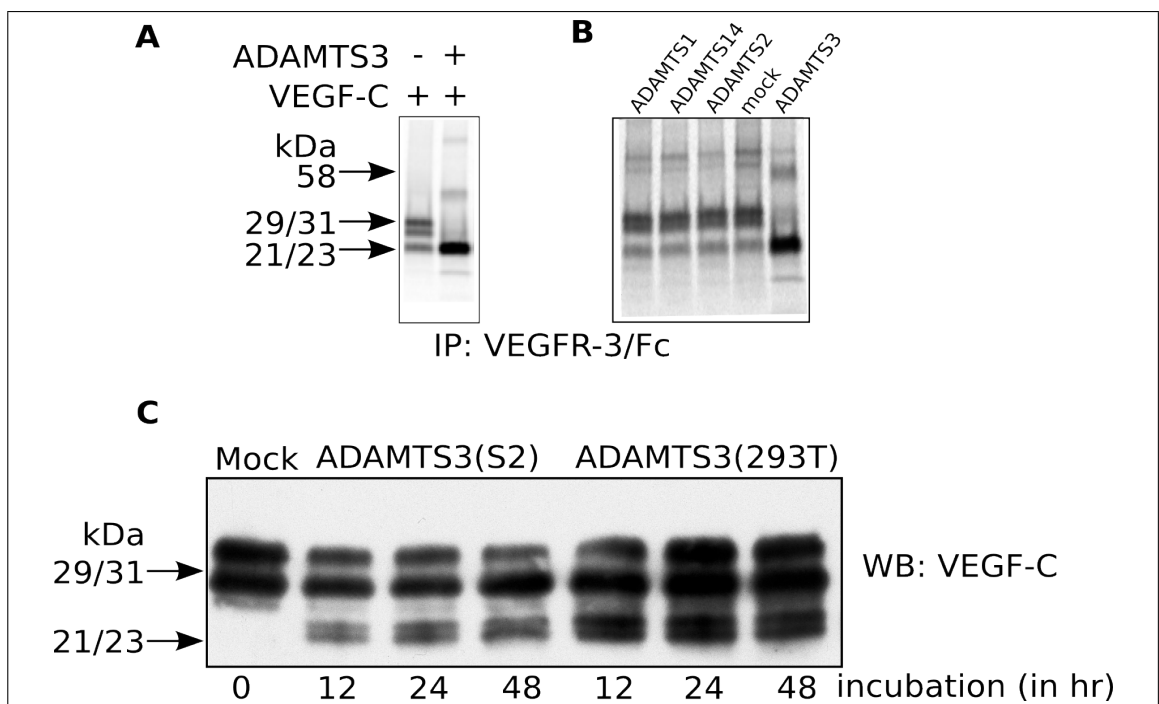 A
ADAMTS3 - +
VEGF-C + +
kDa
58
29/31
21/23
B
ADAMTS1
ADAMTS14
ADAMTS2
mock
ADAMTS3
IP: VEGFR-3/Fc
C
Mock ADAMTS3(S2) ADAMTS3(293T)
kDa
29/31
21/23
WB: VEGF-C
0 12 24 48 12 24 48 incubation (in hr)